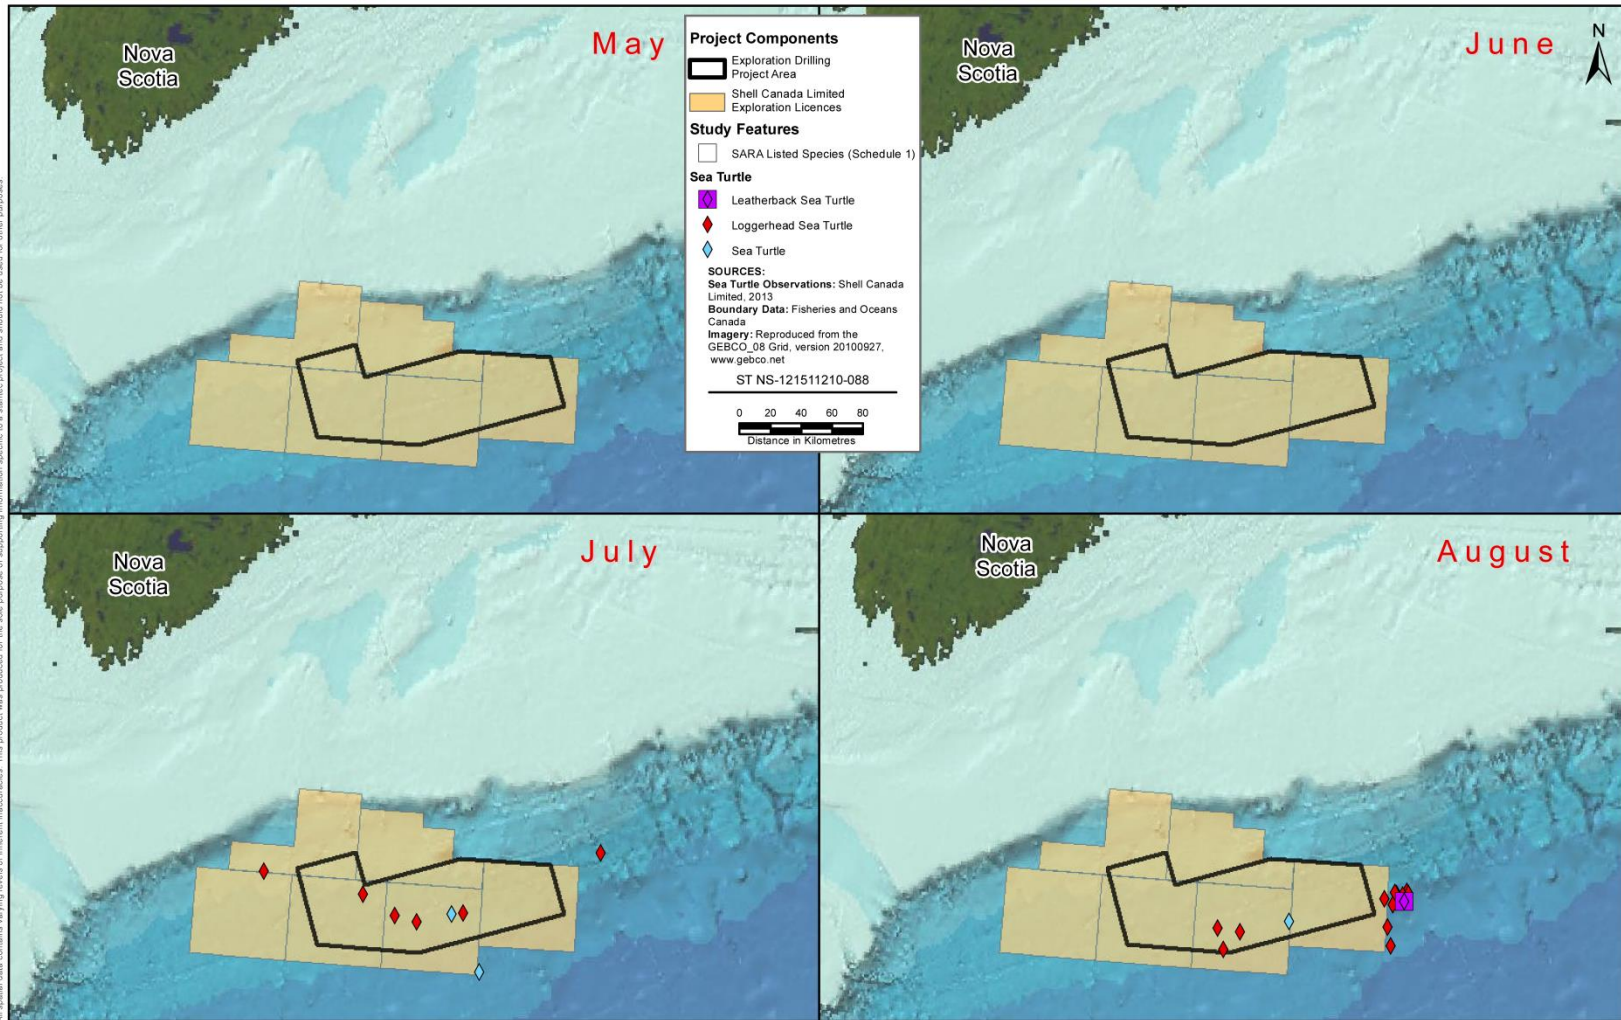 May
Nova
Scotia
Project Components
Exploration Drilling
Project Area
Shell Canada Limited
Exploration Licences
Study Features
SARA Listed Species (Schedule 1)
Sea Turtle
Leatherback Sea Turtle
Loggerhead Sea Turtle
Sea Turtle
SOURCES:
Sea Turtle Observations: Shell Canada
Limited, 2013
Boundary Data: Fisheries and Oceans
Canada
Imagery: Reproduced from the
GEBCO_08 Grid, version 20100927,
www.gebco.net
ST NS-121511210-088
0 20 40 60 80
Distance in Kilometres
June
N
Nova
Scotia
July
Nova
Scotia
August
Nova
Scotia